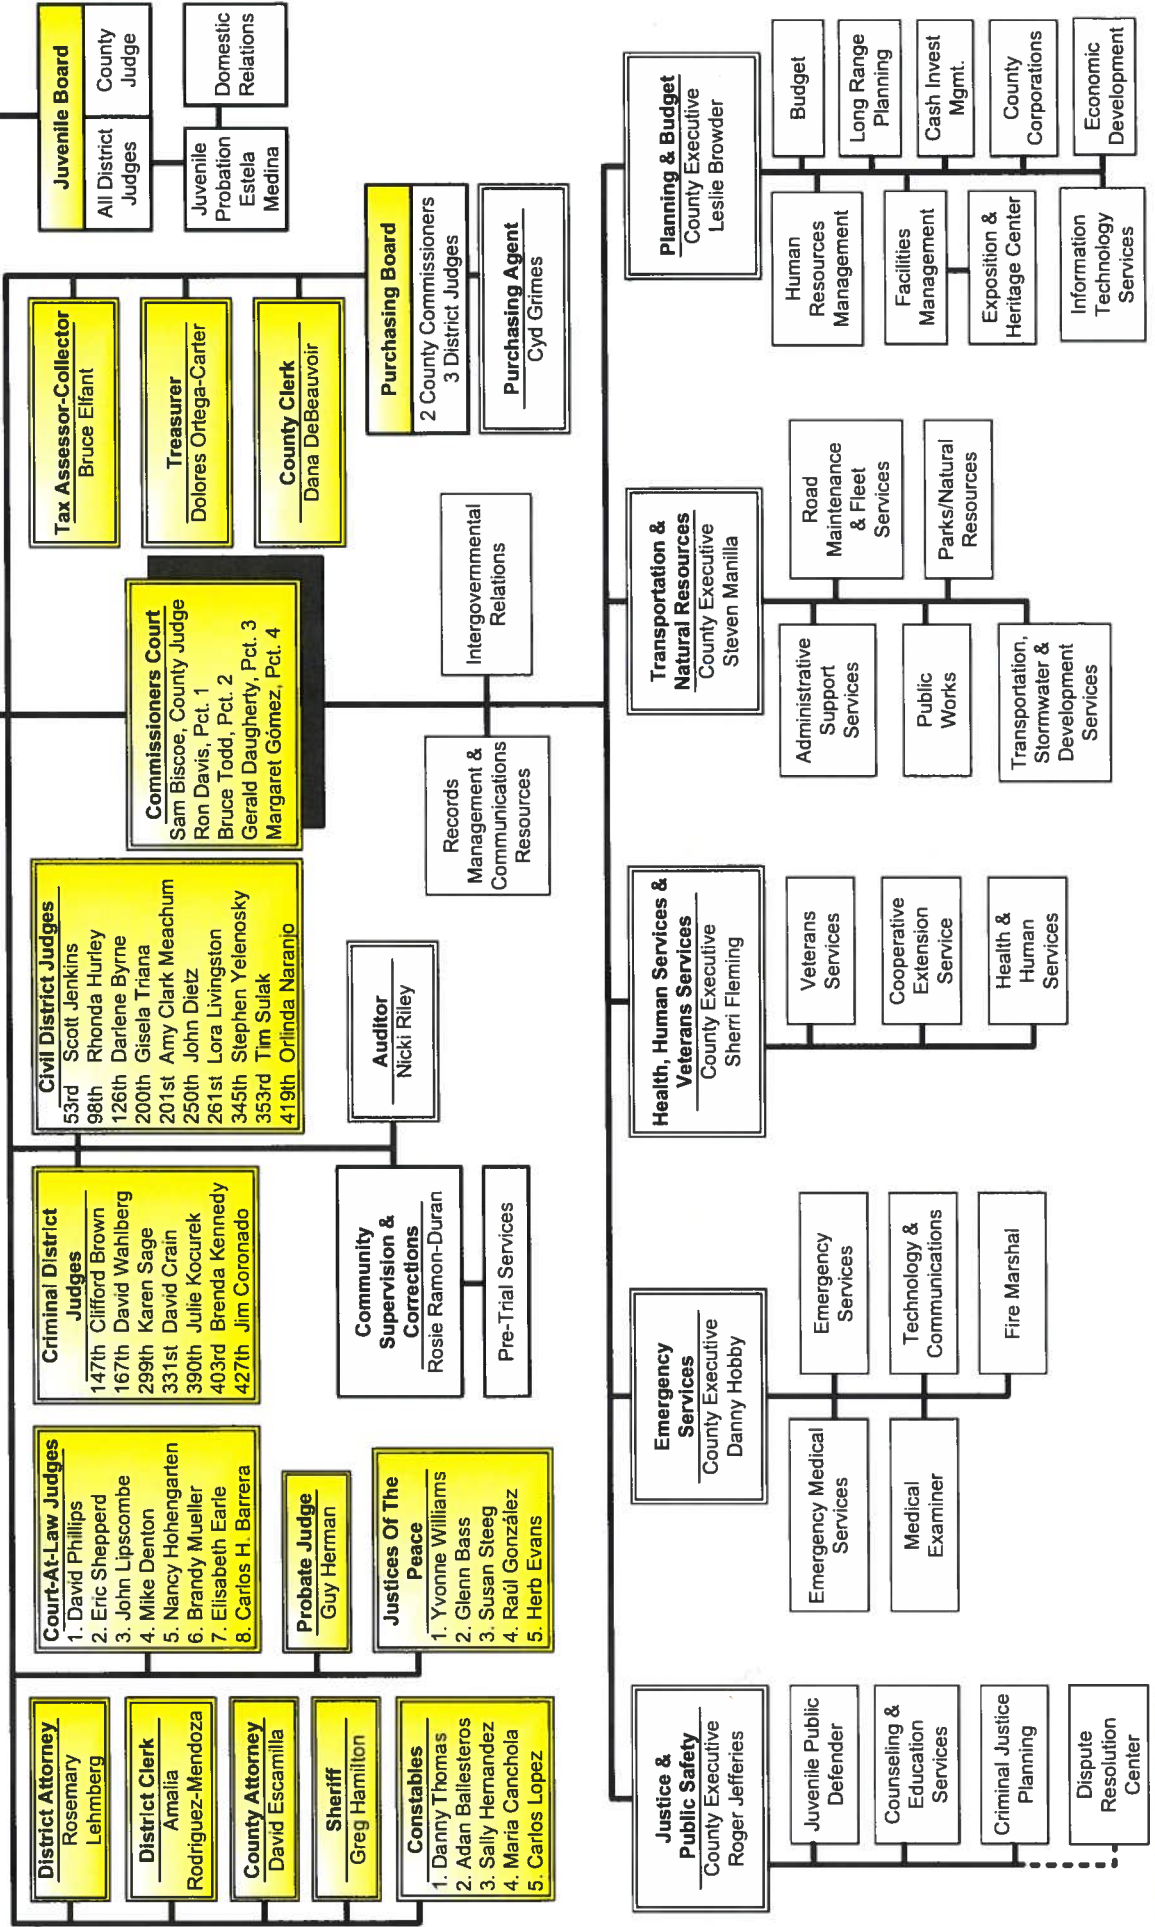 District Attorney
Rosemary
Lehmberg
District Clerk
Amalia
Rodriguez-Mendoza
County Attorney
David Escamilla
Sheriff
Greg Hamilton
Constables
1. Danny Thomas
2. Adan Ballesteros
3. Sally Hernandez
4. Maria Canchola
5. Carlos Lopez
Court-At-Law Judges
1. David Phillips
2. Eric Shepperd
3. John Lipscombe
4. Mike Denton
5. Nancy Hohengarten
6. Brandy Mueller
7. Elisabeth Earle
8. Carlos H. Barrera
Probate Judge
Guy Herman
Justices Of The
Peace
1. Yvonne Williams
2. Glenn Bass
3. Susan Steeg
4. Raúl González
5. Herb Evans
Criminal District
Judges
147th Clifford Brown
167th David Wahlberg
299th Karen Sage
331st David Crain
390th Julie Kocurek
403rd Brenda Kennedy
427th Jim Coronado
Civil District Judges
53rd Scott Jenkins
98th Rhonda Hurley
126th Darlene Byrne
200th Gisela Triana
201st Amy Clark Meachum
250th John Dietz
261st Lora Livingston
345th Stephen Yelenosky
353rd Tim Sulak
419th Orlinda Naranjo
Community
Supervision &
Corrections
Rosie Ramon-Duran
Pre-Trial Services
Auditor
Nicki Riley
Commissioners Court
Sam Biscoe, County Judge
Ron Davis, Pct. 1
Bruce Todd, Pct. 2
Gerald Daugherty, Pct. 3
Margaret Gómez, Pct. 4
Records
Management &
Communications
Resources
Intergovernmental
Relations
Tax Assessor-Collector
Bruce Elfant
Treasurer
Dolores Ortega-Carter
County Clerk
Dana DeBeauvoir
Purchasing Board
2 County Commissioners
3 District Judges
Purchasing Agent
Cyd Grimes
Juvenile Board
All District
Judges
County
Judge
Juvenile
Probation
Estela
Medina
Domestic
Relations
Justice &
Public Safety
County Executive
Roger Jefferies
Juvenile Public
Defender
Counseling &
Education
Services
Criminal Justice
Planning
Dispute
Resolution
Center
Emergency
Services
County Executive
Danny Hobby
Emergency Medical
Services
Emergency
Services
Medical
Examiner
Technology &
Communications
Fire Marshal
Health, Human Services &
Veterans Services
County Executive
Sherri Fleming
Veterans
Services
Cooperative
Extension
Service
Health &
Human
Services
Transportation &
Natural Resources
County Executive
Steven Manilla
Administrative
Support
Services
Road
Maintenance
& Fleet
Services
Public
Works
Parks/Natural
Resources
Transportation,
Stormwater &
Development
Services
Planning & Budget
County Executive
Leslie Browder
Human
Resources
Management
Budget
Long Range
Planning
Facilities
Management
Cash Invest
Mgmt.
Exposition &
Heritage Center
County
Corporations
Information
Technology
Services
Economic
Development